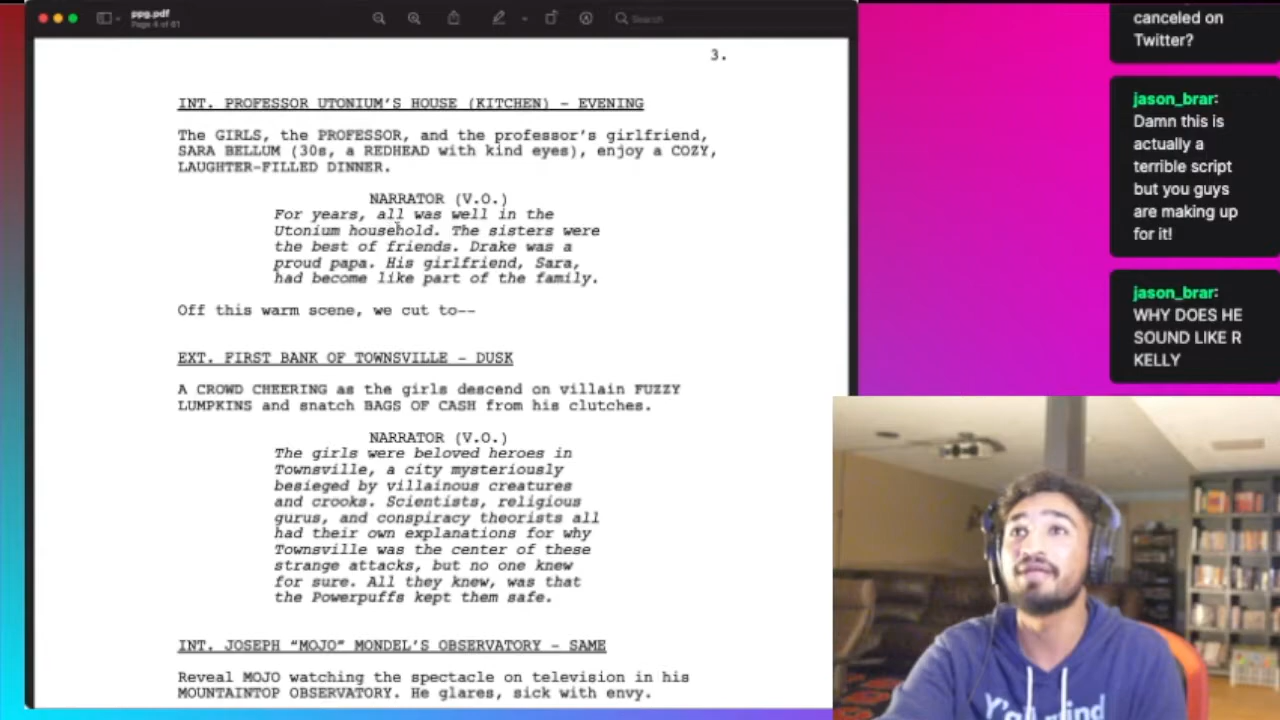 ppg.pdf
Page 4 of 61
Search
3.
INT. PROFESSOR UTONIUM'S HOUSE (KITCHEN) - EVENING
The GIRLS, the PROFESSOR, and the professor's girlfriend,
SARA BELLUM (30s, a REDHEAD with kind eyes), enjoy a COZY,
LAUGHTER-FILLED DINNER.
NARRATOR (V.O.)
For years, all was well in the
Utonium household. The sisters were
the best of friends. Drake was a
proud papa. His girlfriend, Sara,
had become like part of the family.
Off this warm scene, we cut to--
EXT. FIRST BANK OF TOWNSVILLE - DUSK
A CROWD CHEERING as the girls descend on villain FUZZY
LUMPKINS and snatch BAGS OF CASH from his clutches.
NARRATOR (V.O.)
The girls were beloved heroes in
Townsville, a city mysteriously
besieged by villainous creatures
and crooks. Scientists, religious
gurus, and conspiracy theorists all
had their own explanations for why
Townsville was the center of these
strange attacks, but no one knew
for sure. All they knew, was that
the Powerpuffs kept them safe.
INT. JOSEPH "MOJO" MONDEL'S OBSERVATORY - SAME
Reveal MOJO watching the spectacle on television in his
MOUNTAINTOP OBSERVATORY. He glares, sick with envy.
canceled on
Twitter?
jason_brar:
Damn this is
actually a
terrible script
but you guys
are making up
for it!
jason_brar:
WHY DOES HE
SOUND LIKE R
KELLY
Y'all